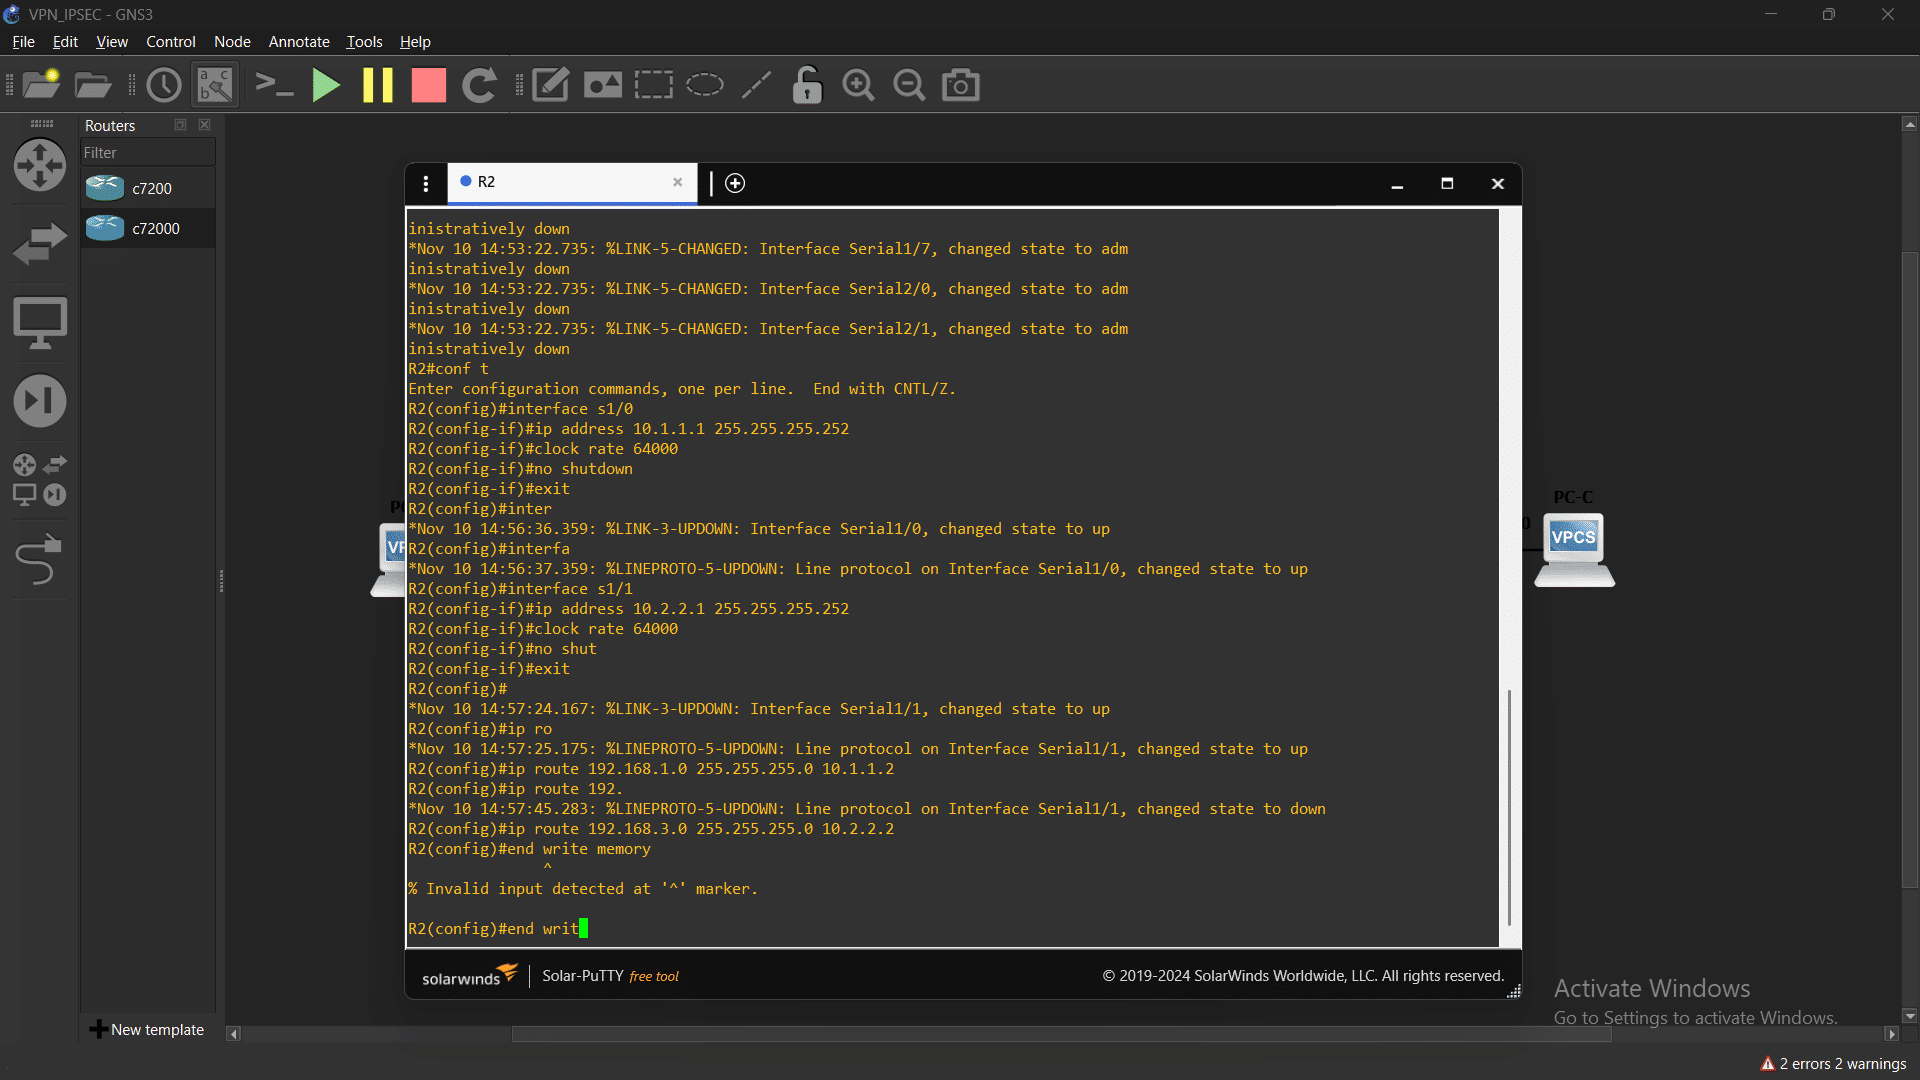 VPN_IPSEC - GNS3
File Edit View Control Node Annotate Tools Help
Routers
Filter
c7200
c72000
R2
inistratively down
*Nov 10 14:53:22.735: %LINK-5-CHANGED: Interface Serial1/7, changed state to adm
inistratively down
*Nov 10 14:53:22.735: %LINK-5-CHANGED: Interface Serial2/0, changed state to adm
inistratively down
*Nov 10 14:53:22.735: %LINK-5-CHANGED: Interface Serial2/1, changed state to adm
inistratively down
R2#conf t
Enter configuration commands, one per line.  End with CNTL/Z.
R2(config)#interface s1/0
R2(config-if)#ip address 10.1.1.1 255.255.255.252
R2(config-if)#clock rate 64000
R2(config-if)#no shutdown
R2(config-if)#exit
R2(config)#inter
*Nov 10 14:56:36.359: %LINK-3-UPDOWN: Interface Serial1/0, changed state to up
R2(config)#interfa
*Nov 10 14:56:37.359: %LINEPROTO-5-UPDOWN: Line protocol on Interface Serial1/0, changed state to up
R2(config)#interface s1/1
R2(config-if)#ip address 10.2.2.1 255.255.255.252
R2(config-if)#clock rate 64000
R2(config-if)#no shut
R2(config-if)#exit
R2(config)#
*Nov 10 14:57:24.167: %LINK-3-UPDOWN: Interface Serial1/1, changed state to up
R2(config)#ip ro
*Nov 10 14:57:25.175: %LINEPROTO-5-UPDOWN: Line protocol on Interface Serial1/1, changed state to up
R2(config)#ip route 192.168.1.0 255.255.255.0 10.1.1.2
R2(config)#ip route 192.
*Nov 10 14:57:45.283: %LINEPROTO-5-UPDOWN: Line protocol on Interface Serial1/1, changed state to down
R2(config)#ip route 192.168.3.0 255.255.255.0 10.2.2.2
R2(config)#end write memory
^
% Invalid input detected at '^' marker.
R2(config)#end writ
PC-C
VPCS
solarwinds Solar-PuTTY free tool
© 2019-2024 SolarWinds Worldwide, LLC. All rights reserved.
Activate Windows
Go to Settings to activate Windows.
New template
2 errors 2 warnings